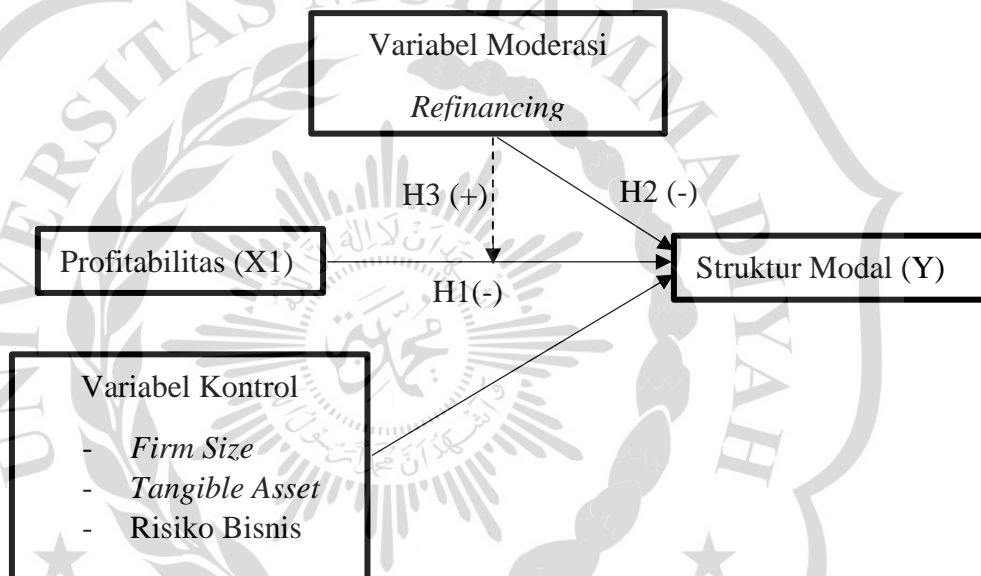 Variabel Moderasi
Refinancing
H3 (+)
H2 (-)
Profitabilitas (X1)
Struktur Modal (Y)
H1(-)
Variabel Kontrol
- Firm Size
- Tangible Asset
- Risiko Bisnis